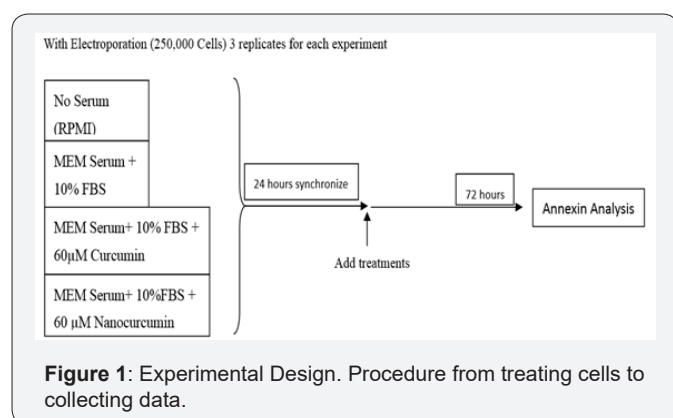 With Electroporation (250,000 Cells) 3 replicates for each experiment
No Serum
(RPMI)
MEM Serum +
10% FBS
MEM Serum+ 10% FBS +
60µM Curcumin
MEM Serum+ 10%FBS +
60 µM Nanocurcumin
24 hours synchronize
Add treatments
72 hours
Annexin Analysis
Figure 1: Experimental Design. Procedure from treating cells to
collecting data.